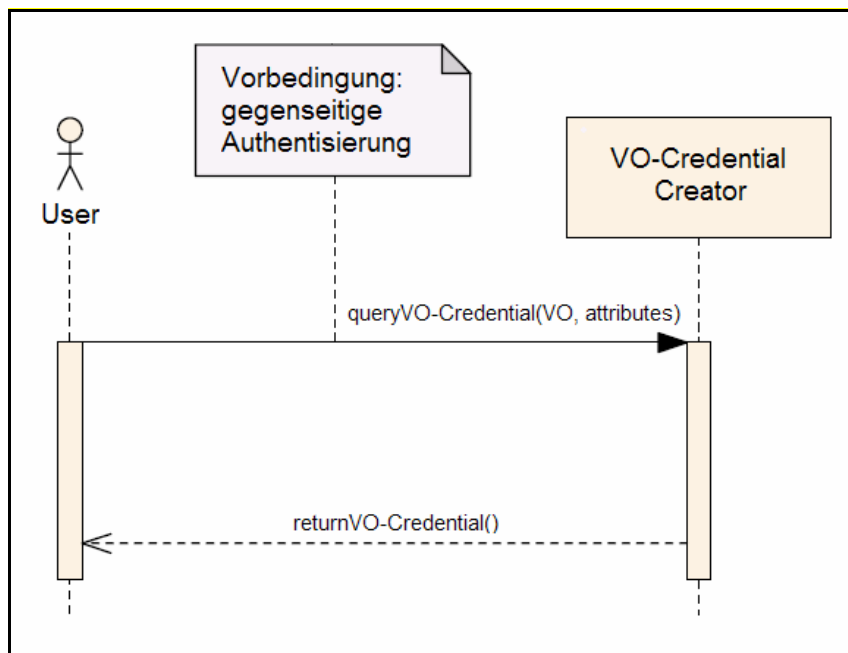 Vorbedingung:
gegenseitige
Authentisierung
User
VO-Credential
Creator
queryVO-Credential(VO, attributes)
returnVO-Credential()